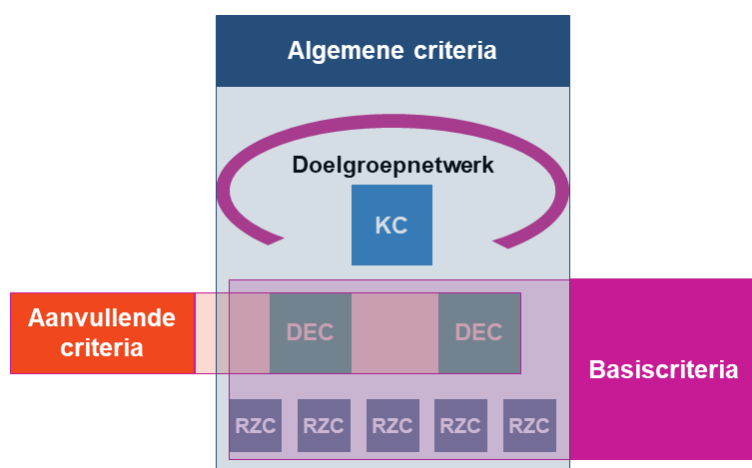 Algemene criteria
Doelgroepnetwerk
KC
Aanvullende
criteria
DEC DEC
Basiscriteria
RZC RZC RZC RZC RZC